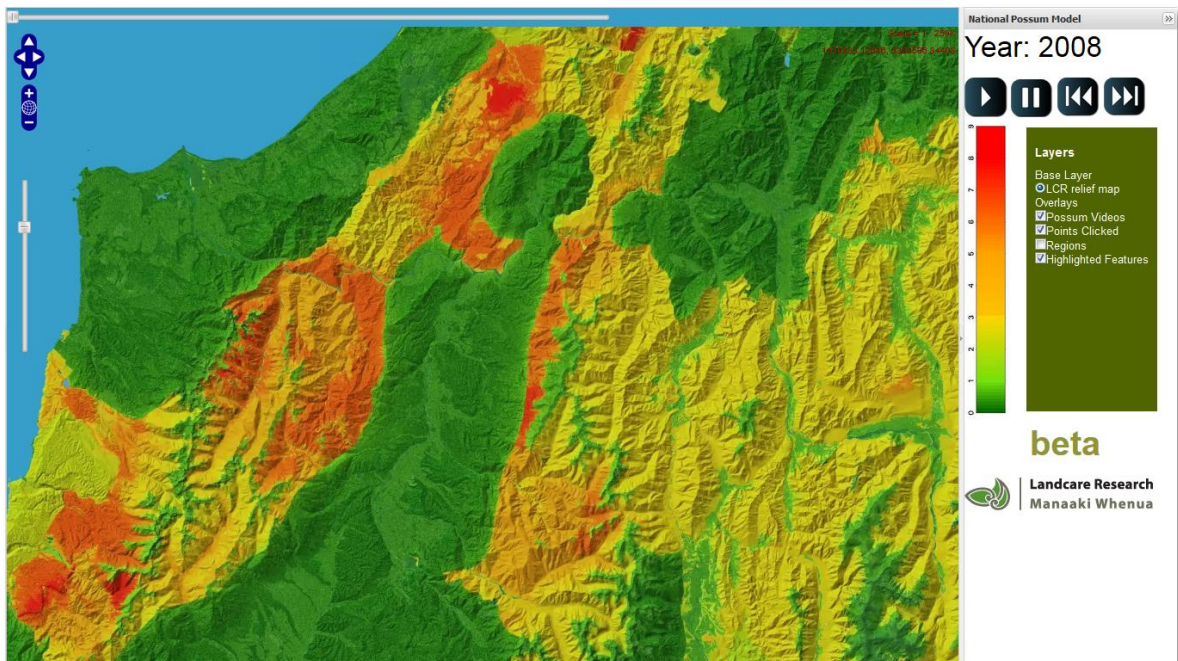 National Possum Model
Year: 2008
9
8
7
6
5
4
3
2
1
0
Layers
Base Layer
LCR relief map
Overlays
Possum Videos
Points Clicked
Regions
Highlighted Features
beta
Landcare Research
Manaaki Whenua